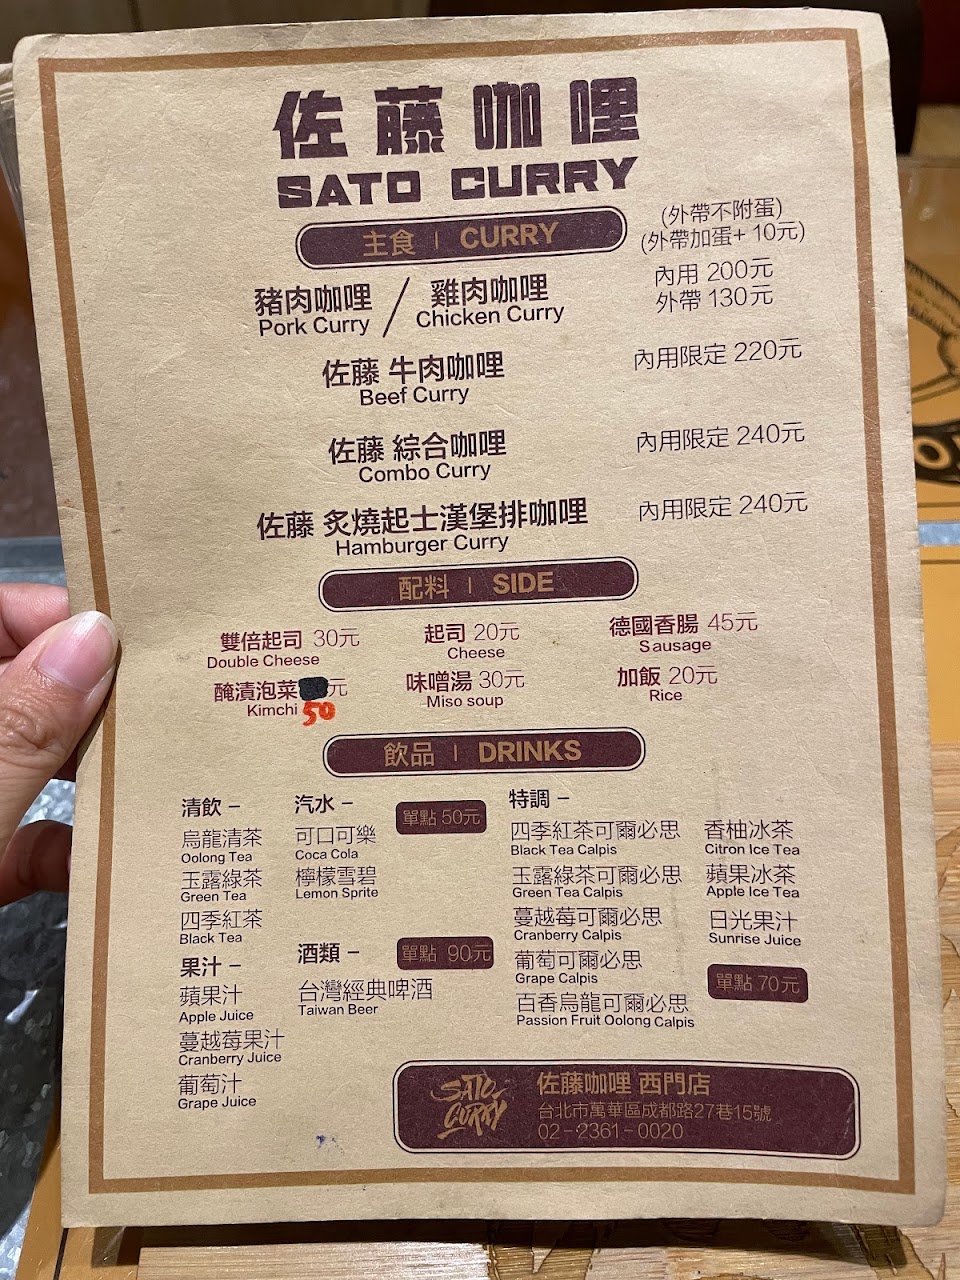 佐藤咖哩
SATO CURRY
主食 | CURRY
(外帶不附蛋)
(外帶加蛋+10元)
豬肉咖哩 / 雞肉咖哩
Pork Curry
Chicken Curry
內用 200元
外帶 130元
佐藤 牛肉咖哩
Beef Curry
內用限定 220元
佐藤 綜合咖哩
Combo Curry
內用限定 240元
佐藤 炙燒起士漢堡排咖哩
Hamburger Curry
內用限定 240元
配料 | SIDE
雙倍起司 30元
Double Cheese
起司 20元
Cheese
德國香腸 45元
Sausage
醃漬泡菜 元
Kimchi 50
味噌湯 30元
Miso soup
加飯 20元
Rice
飲品 | DRINKS
清飲 –
烏龍清茶
Oolong Tea
玉露綠茶
Green Tea
四季紅茶
Black Tea
果汁 –
蘋果汁
Apple Juice
蔓越莓果汁
Cranberry Juice
葡萄汁
Grape Juice
汽水 –
單點 50元
可口可樂
Coca Cola
檸檬雪碧
Lemon Sprite
酒類 –
單點 90元
台灣經典啤酒
Taiwan Beer
特調 –
四季紅茶可爾必思
Black Tea Calpis
玉露綠茶可爾必思
Green Tea Calpis
蔓越莓可爾必思
Cranberry Calpis
葡萄可爾必思
Grape Calpis
百香烏龍可爾必思
Passion Fruit Oolong Calpis
香柚冰茶
Citron Ice Tea
蘋果冰茶
Apple Ice Tea
日光果汁
Sunrise Juice
單點 70元
SATO
CURRY
佐藤咖哩 西門店
台北市萬華區成都路27巷15號
02-2361-0020